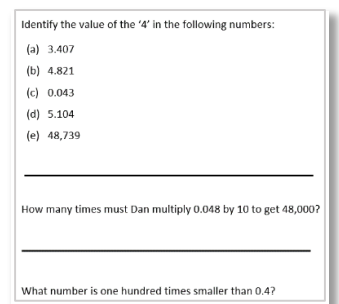 Identify the value of the ‘4’ in the following numbers:
(a) 3.407
(b) 4.821
(c) 0.043
(d) 5.104
(e) 48,739
How many times must Dan multiply 0.048 by 10 to get 48,000?
What number is one hundred times smaller than 0.4?